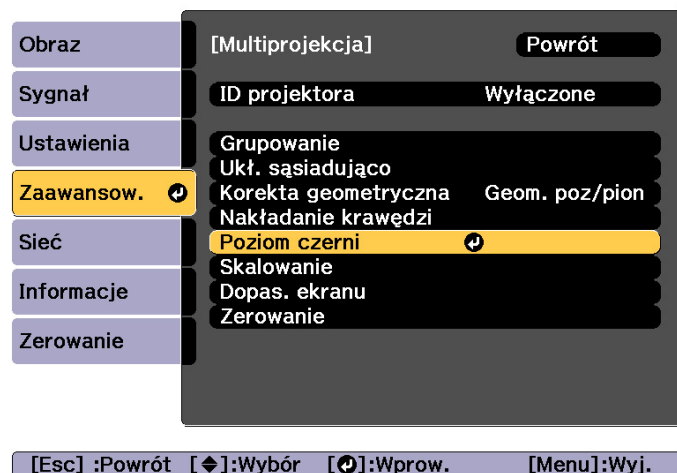 Obraz
Sygnał
Ustawienia
Zaawansow.
Sieć
Informacje
Zerowanie
[Multiprojekcja] Powrót
ID projektora Wyłączone
Grupowanie
Ukł. sąsiadująco
Korekta geometryczna Geom. poz/pion
Nakładanie krawędzi
Poziom czerni
Skalowanie
Dopas. ekranu
Zerowanie
[Esc] :Powrót [◆]:Wybór [↵]:Wprow. [Menu]:Wyj.